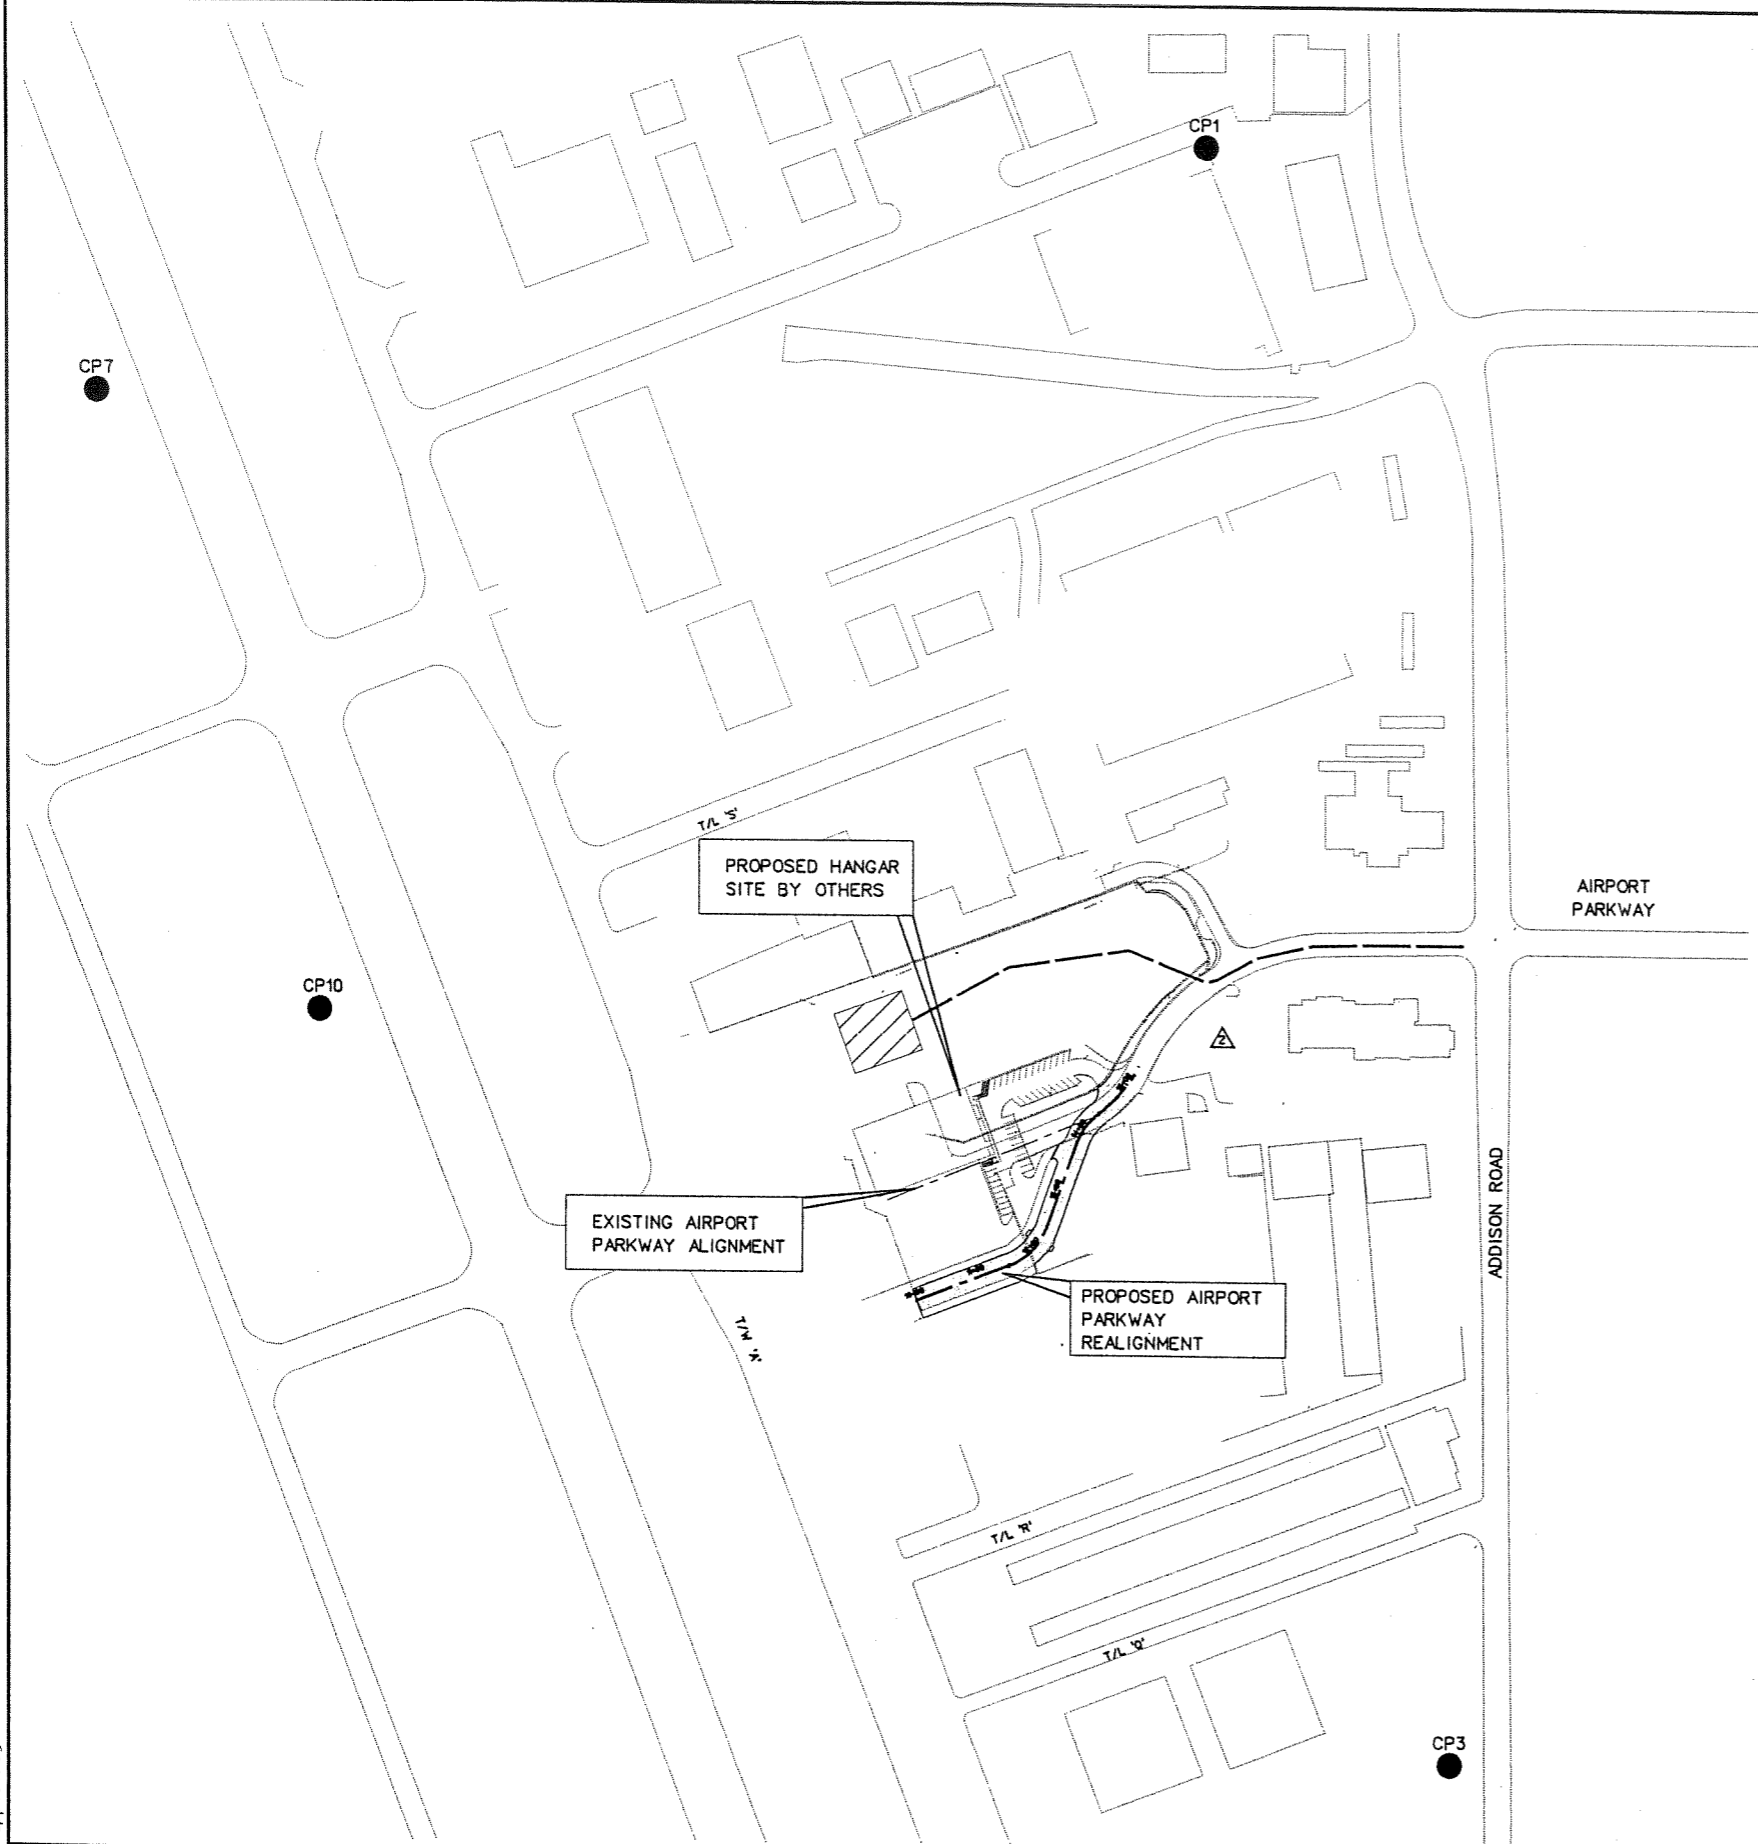 CP1
CP7
T/L 'S'
PROPOSED HANGAR
SITE BY OTHERS
AIRPORT
PARKWAY
CP10
2
ADDISON ROAD
EXISTING AIRPORT
PARKWAY ALIGNMENT
PROPOSED AIRPORT
PARKWAY
REALIGNMENT
T/W 'A'
T/L 'R'
T/L 'Q'
CP3